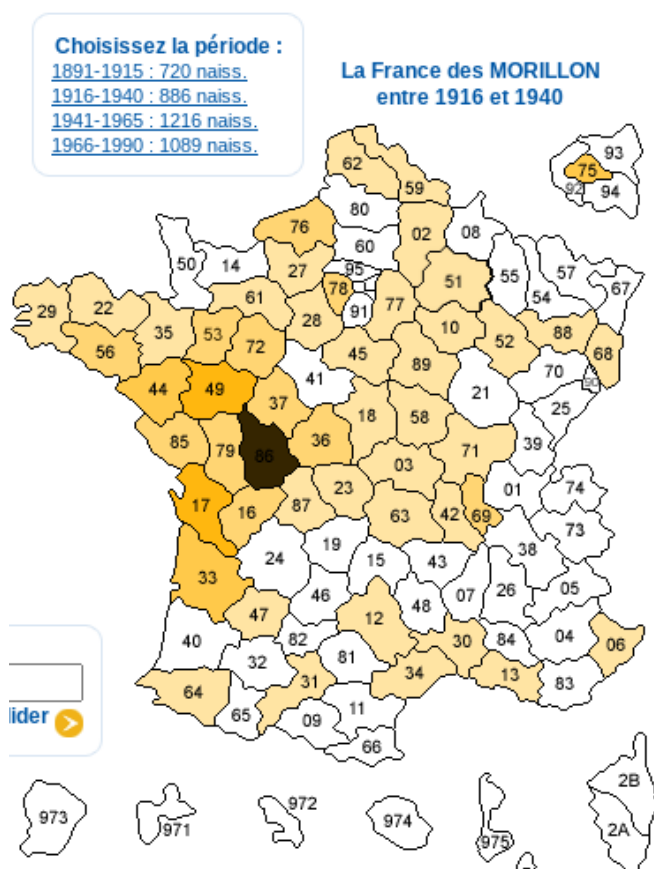 Choisissez la période :
1891-1915 : 720 naiss.
1916-1940 : 886 naiss.
1941-1965 : 1216 naiss.
1966-1990 : 1089 naiss.
La France des MORILLON
entre 1916 et 1940
93
75
92 94
62
59
80
76
02 08
60
50 14 27 95 51 55 57 67
54
78
61 77
29 22 91
35 53 28 10 88
56 72 52 68
45
89
44 49 41 70 90
37 21
18 58 25
85 79 36 39
86 71
03
23 01 74
17 16 87 63 42 69
73
19 38
24 15 43
33 26 05
46 07
48
47 12
40 82 30 84 04 06
32 81
34 13
31 83
64
65 11
09
lider
66
2B
973 971 972 974 975
2A